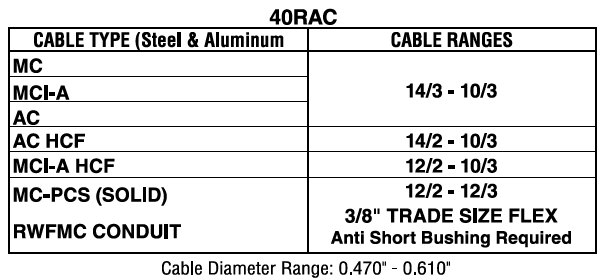 40RAC
CABLE TYPE (Steel & Aluminum
CABLE RANGES
MC
MCI-A
AC
14/3 - 10/3
AC HCF
14/2 - 10/3
MCI-A HCF
12/2 - 10/3
MC-PCS (SOLID)
12/2 - 12/3
RWFMC CONDUIT
3/8" TRADE SIZE FLEX
Anti Short Bushing Required
Cable Diameter Range: 0.470" - 0.610"